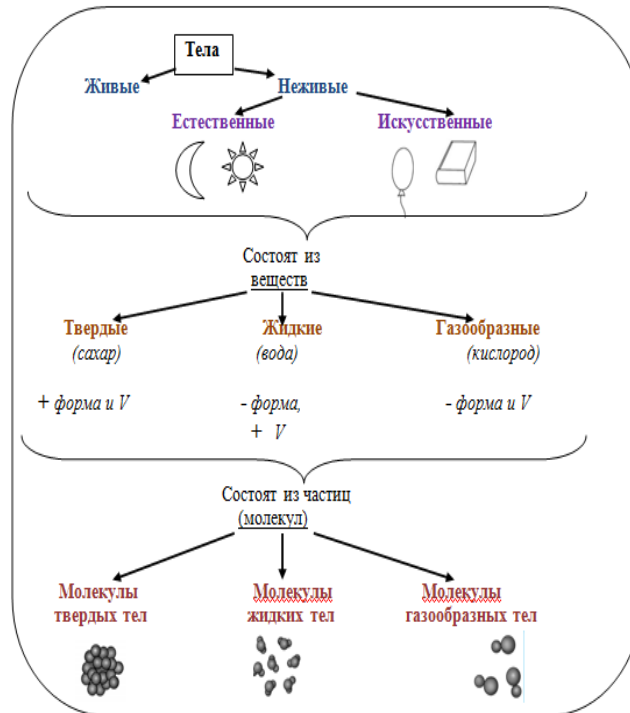 Тела
Живые Неживые
Естественные Искусственные
Состоят из
веществ
Твердые Жидкие Газообразные
(сахар) (вода) (кислород)
+ форма и V - форма, - форма и V
+ V
Состоят из частиц
(молекул)
Молекулы Молекулы Молекулы
твердых тел жидких тел газообразных тел